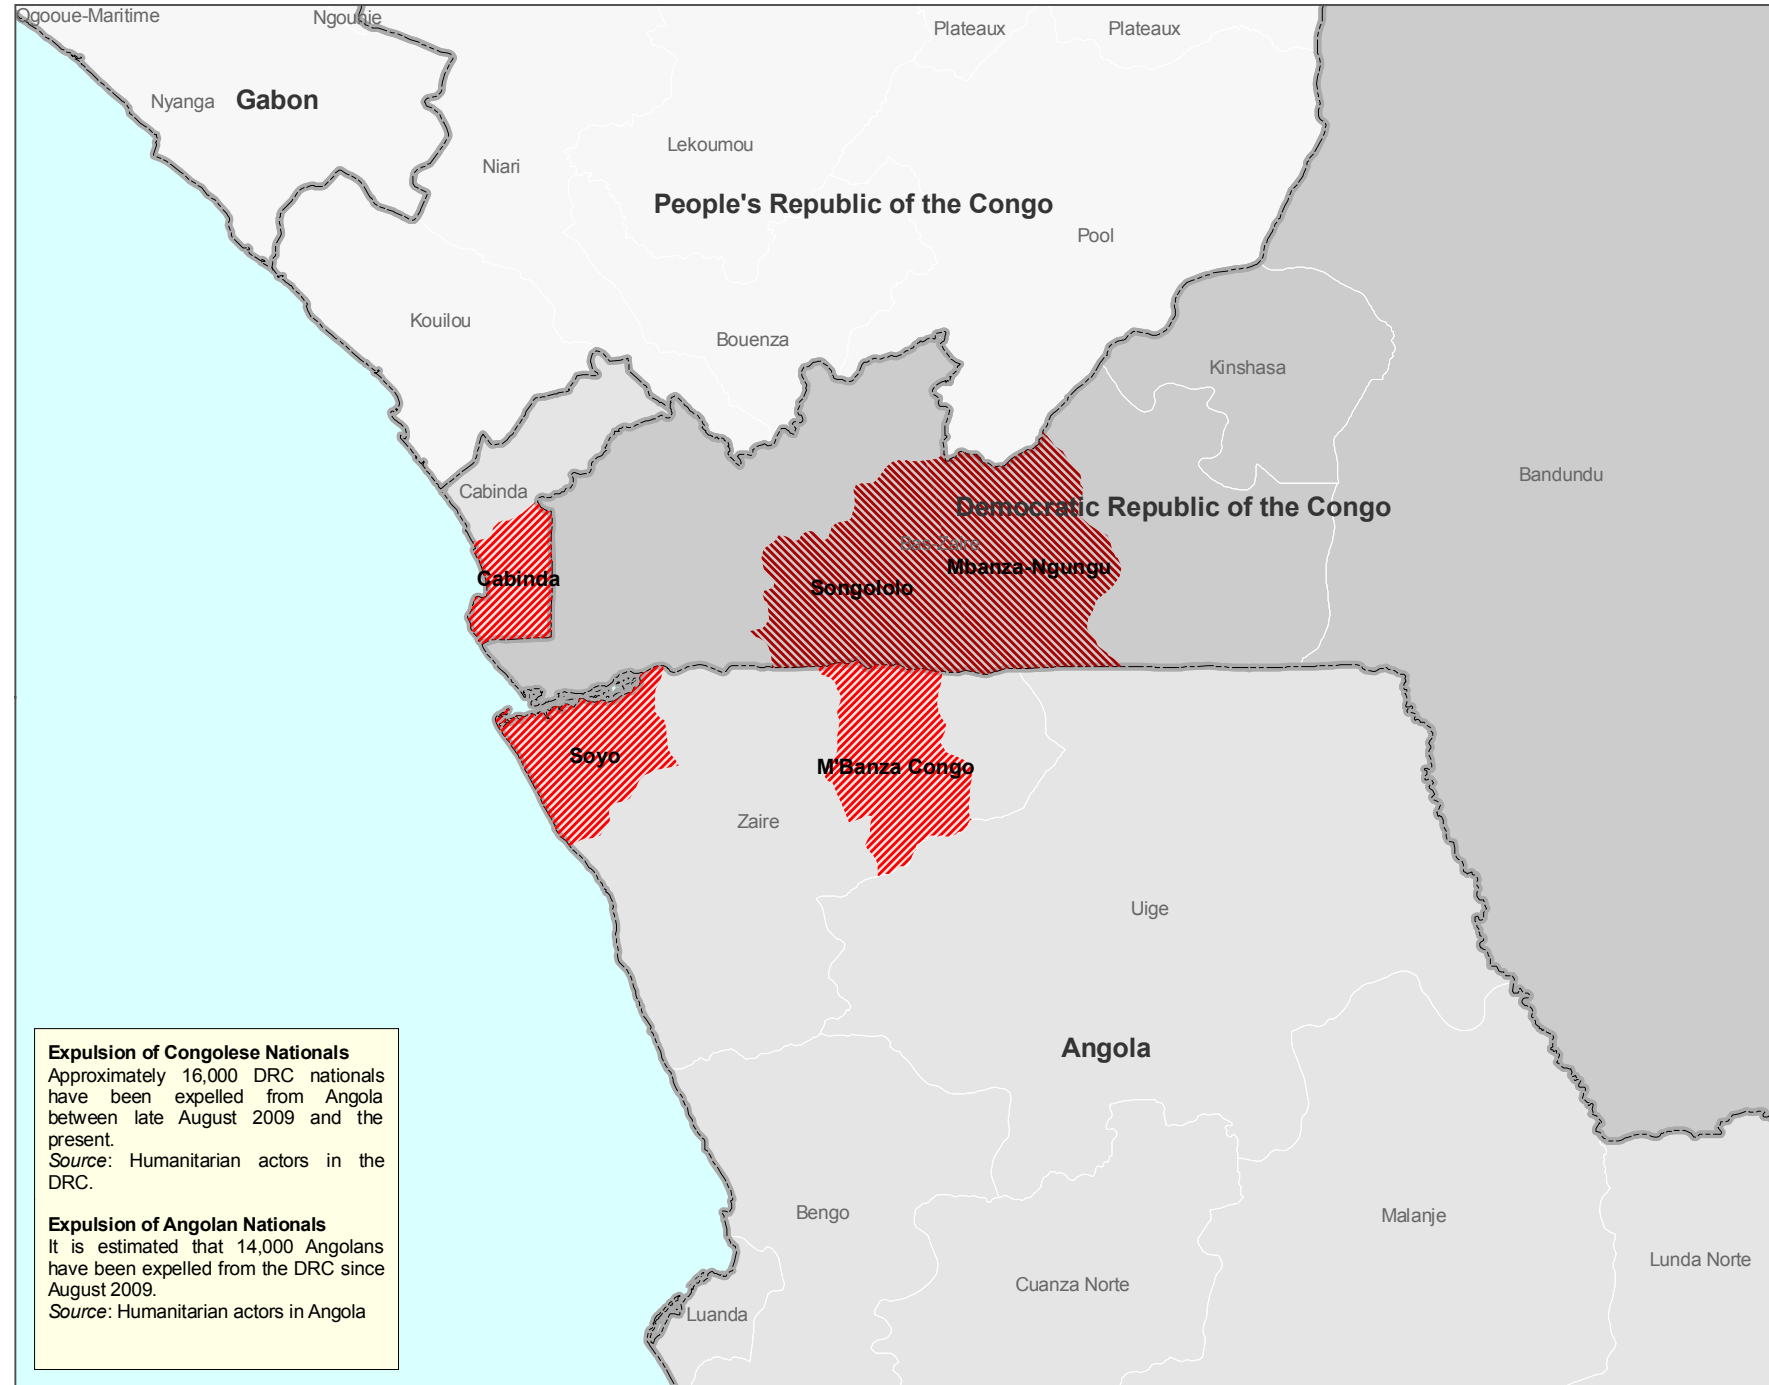 Ogooue-Maritime
Ngounie
Plateaux
Plateaux
Nyanga
Gabon
Lekoumou
Niari
People's Republic of the Congo
Pool
Kouilou
Bouenza
Kinshasa
Bandundu
Cabinda
Democratic Republic of the Congo
Bas-Zaire
Mbanza-Ngungu
Cabinda
Songololo
Soyo
M'Banza Congo
Zaire
Uige
Angola
Expulsion of Congolese Nationals
Approximately 16,000 DRC nationals
have been expelled from Angola
between late August 2009 and the
present.
Source: Humanitarian actors in the
DRC.
Expulsion of Angolan Nationals
It is estimated that 14,000 Angolans
have been expelled from the DRC since
August 2009.
Source: Humanitarian actors in Angola
Bengo
Malanje
Lunda Norte
Cuanza Norte
Luanda